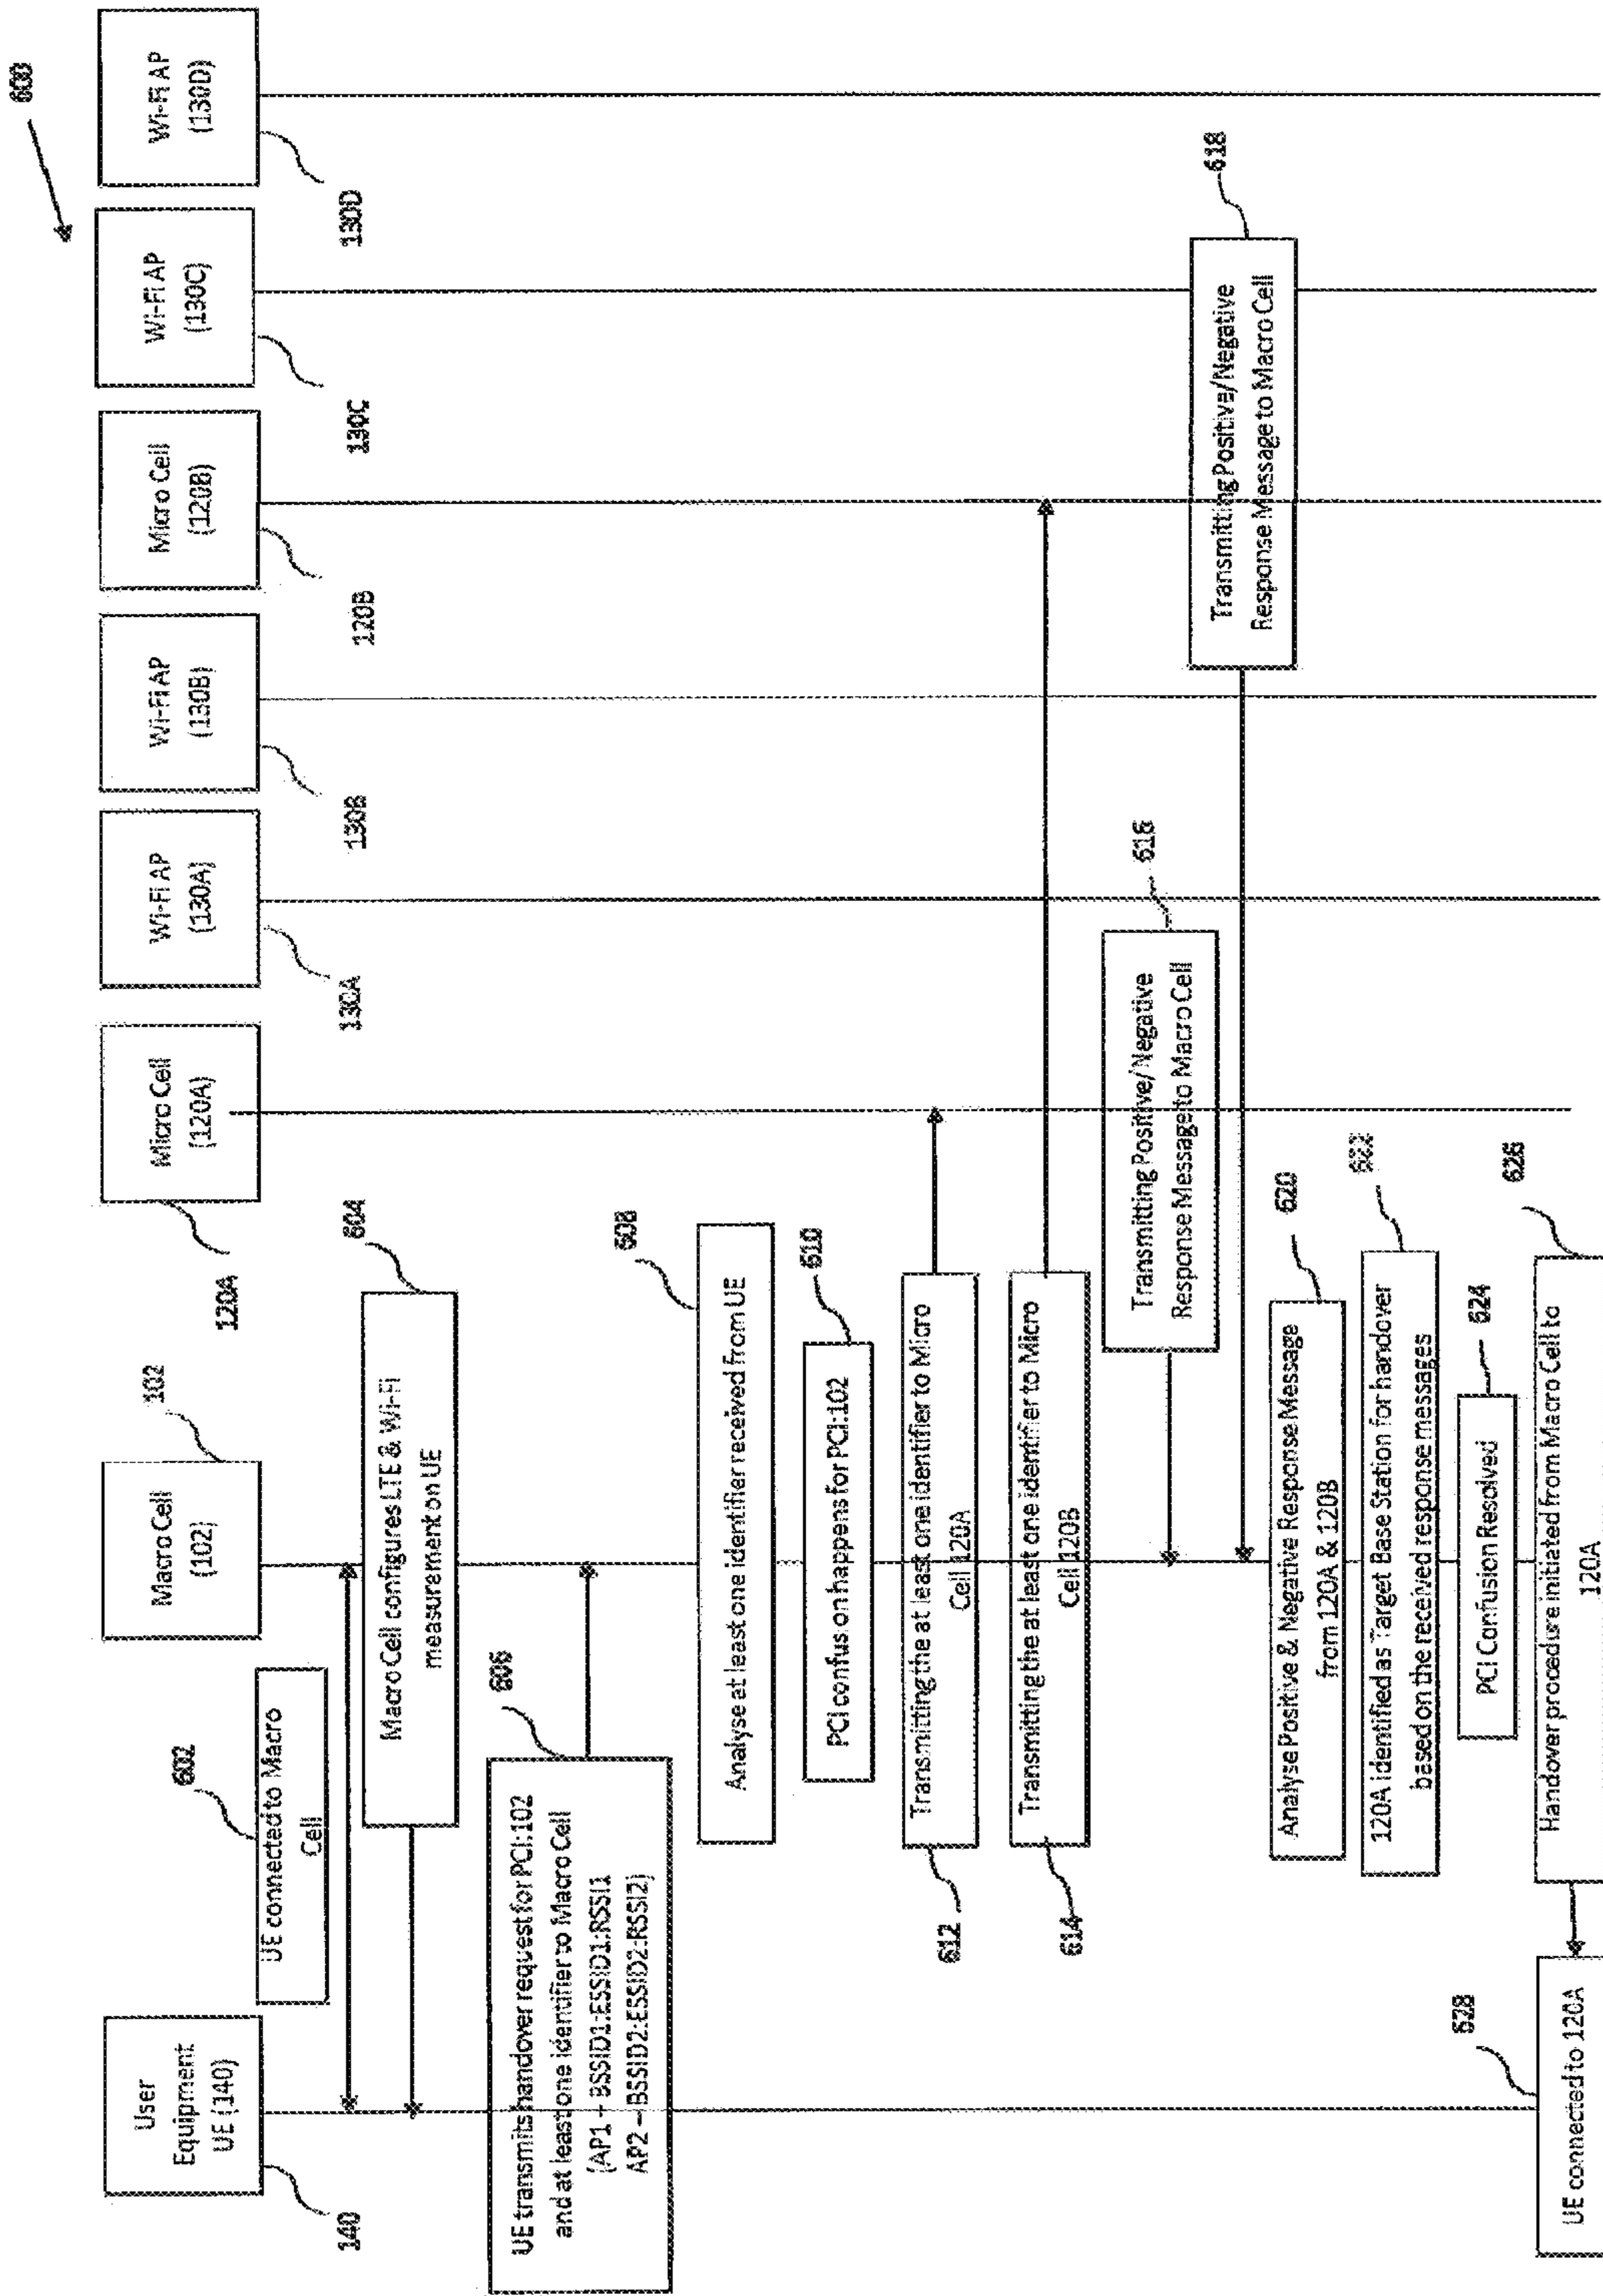 600
User
Equipment
UE (140)
140
Macro Cell
(102)
102
Micro Cell
(120A)
120A
Wi-Fi AP
(130A)
130A
Wi-Fi AP
(130B)
130B
Micro Cell
(120B)
120B
Wi-Fi AP
(130C)
130C
Wi-Fi AP
(130D)
130D
602
UE connected to Macro
Cell
604
Macro Cell configures LTE & Wi-Fi
measurement on UE
606
UE transmits handover request for PCI:102
and at least one identifier to Macro Cell
(AP1 – BSSID1:ESSID1:RSSI1
AP2 – BSSID2:ESSID2:RSSI2)
608
Analyse at least one identifier received from UE
610
PCI confus on happens for PCI:102
612
Transmitting the at least one identifier to Micro
Cell 120A
614
Transmitting the at least one identifier to Micro
Cell 120B
616
Transmitting Positive/Negative
Response Message to Macro Cell
618
Transmitting Positive/Negative
Response Message to Macro Cell
620
Analyse Positive & Negative Response Message
from 120A & 120B
622
120A identified as Target Base Station for handover
based on the received response messages
624
PCI Confusion Resolved
626
Handover procedure initiated from Macro Cell to
120A
628
UE connected to 120A